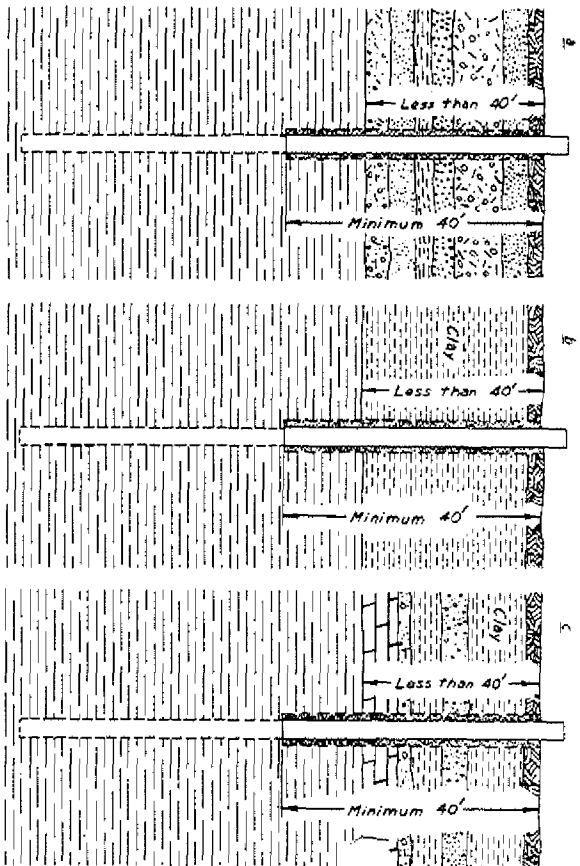 a
Less than 40'
Minimum 40'
b
Clay
Less than 40'
Minimum 40'
c
Clay
Less than 40'
Minimum 40'